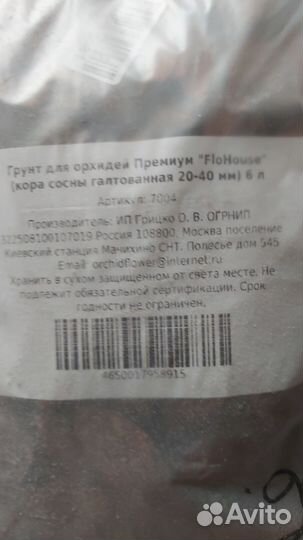 Грунт для орхидей Премиум "FloHouse"
(кора сосны галтованная 20-40 мм) 6 л
Артикул: 7004
Производитель: ИП Грицко О. В. ОГРНИП
322508100107019 Россия 108800, Москва поселение
Киевский станция Мачихино СНТ. Полесье дом 545
Email: orchidflower@internet.ru
Хранить в сухом защищенном от света месте. Не
подлежит обязательной сертификации. Срок
годности не ограничен.
4650017958915
Avito